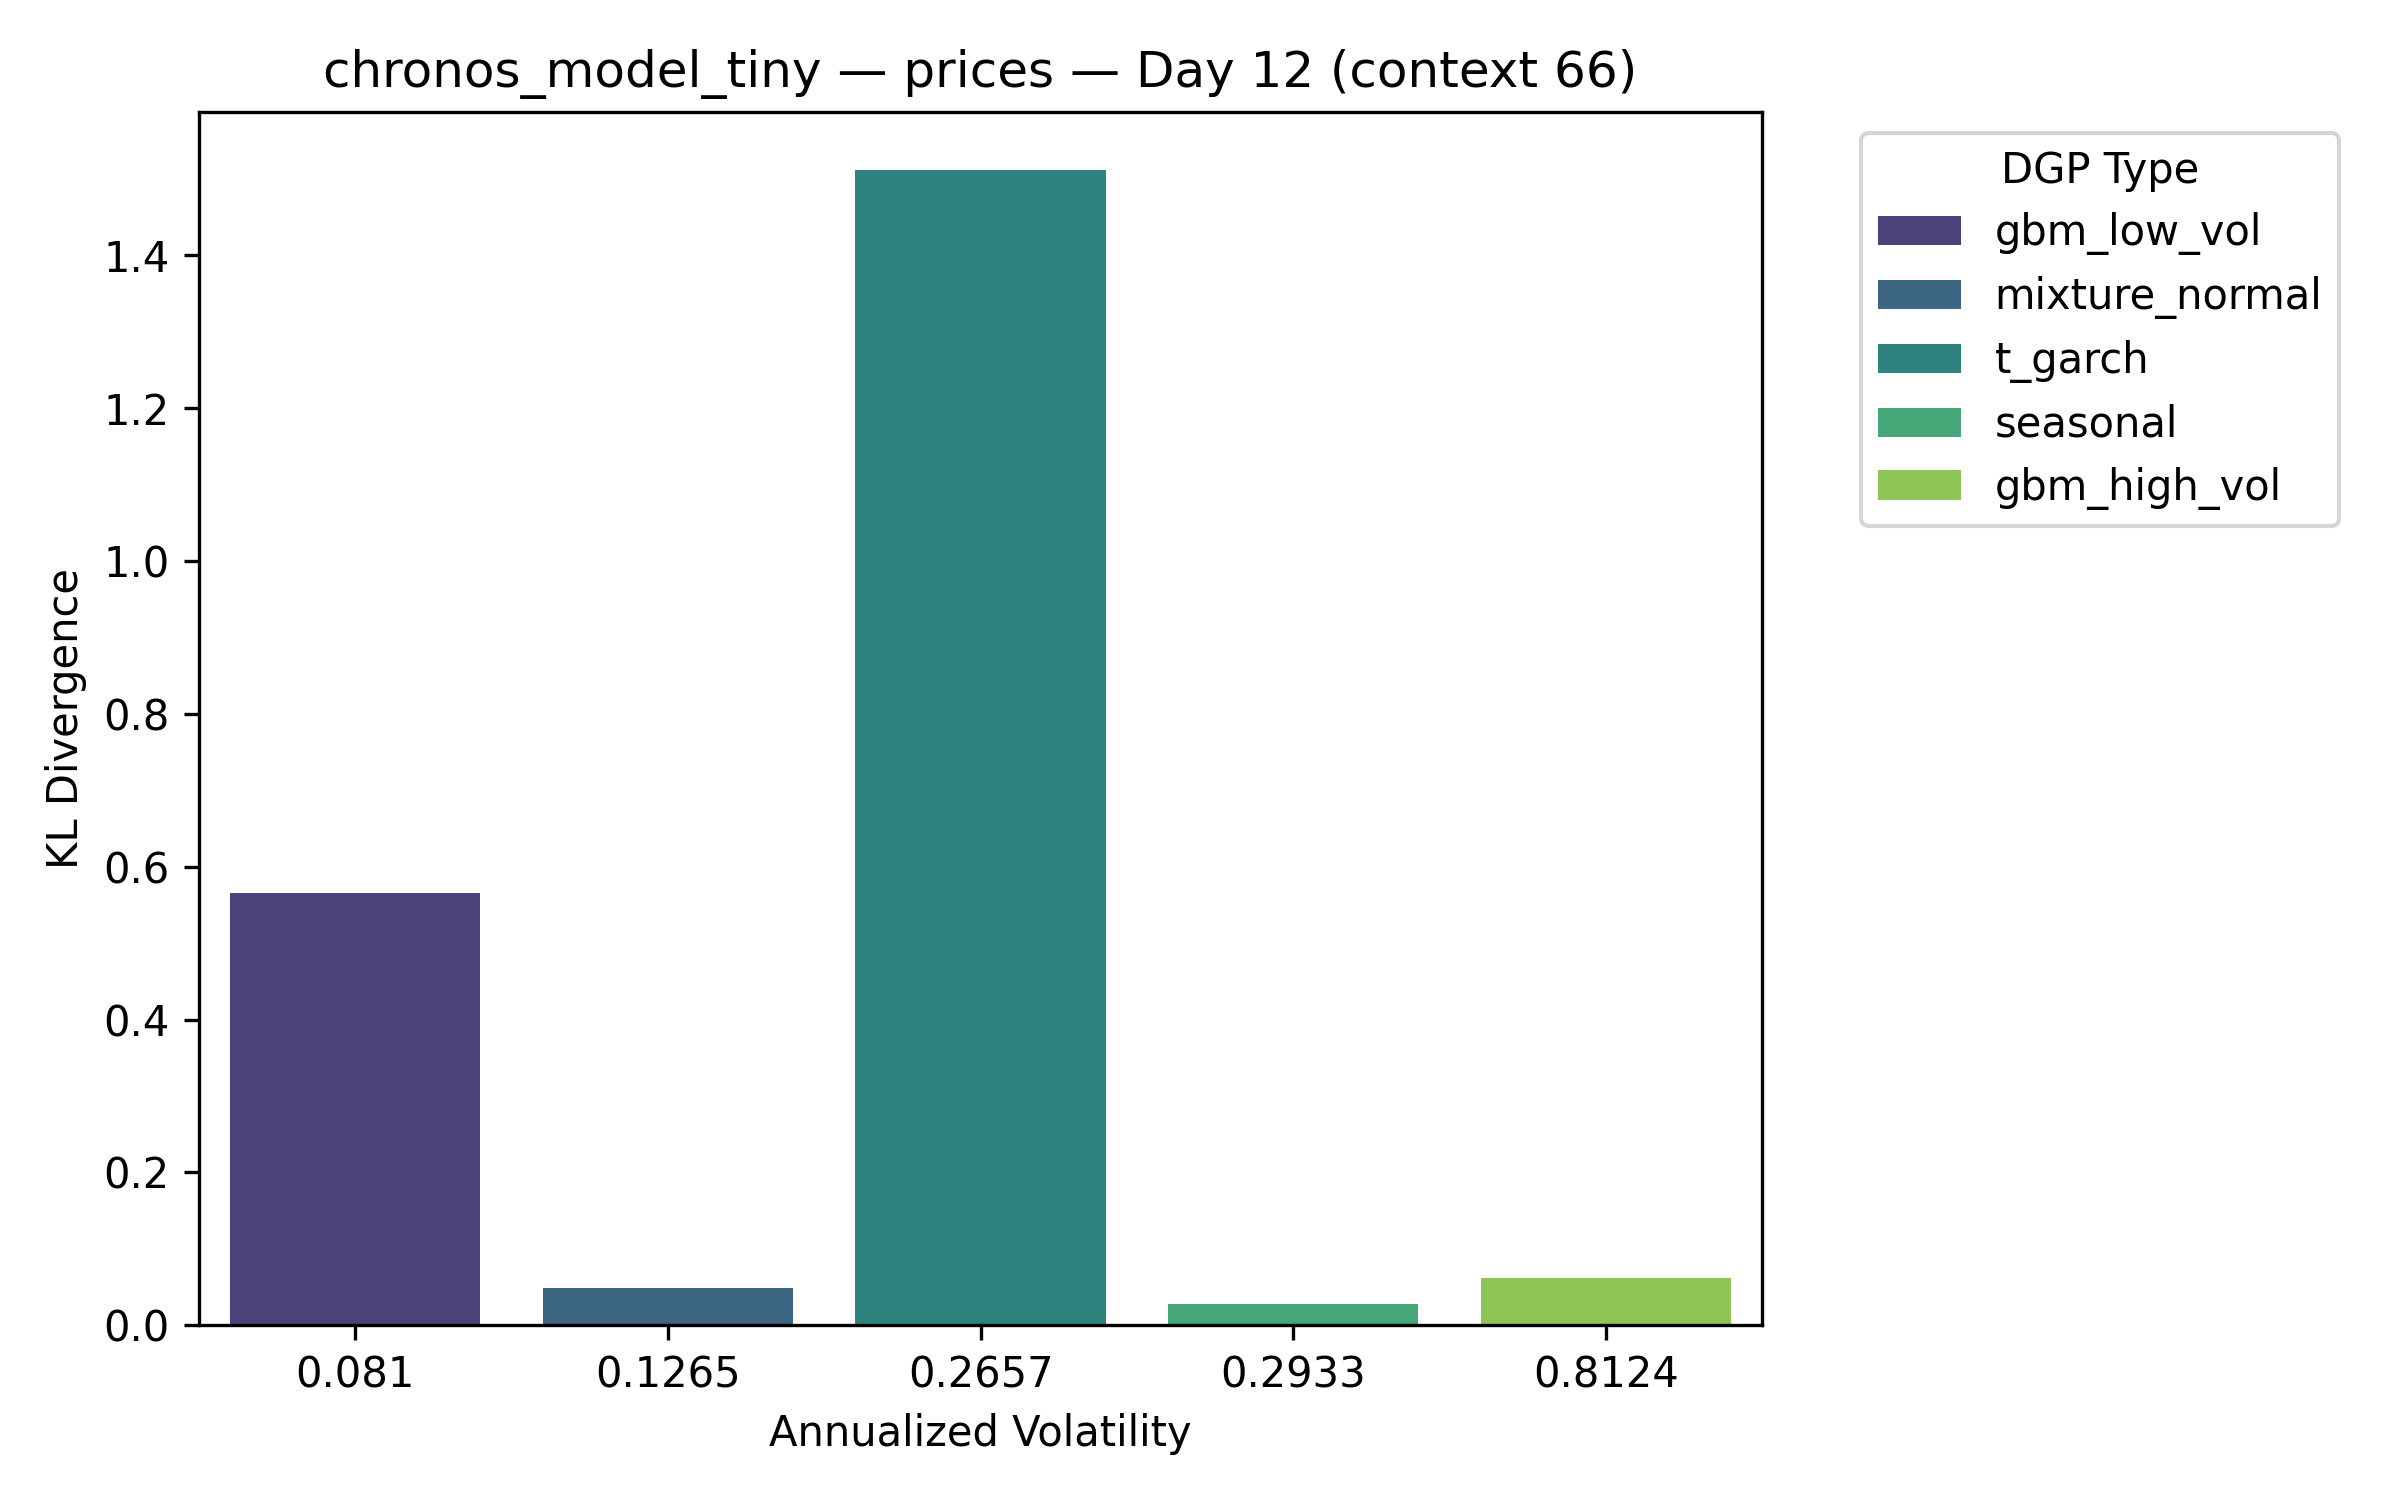 chronos_model_tiny — prices — Day 12 (context 66)
KL Divergence
1.4
1.2
1.0
0.8
0.6
0.4
0.2
0.0
0.081 0.1265 0.2657 0.2933 0.8124
Annualized Volatility
DGP Type
gbm_low_vol
mixture_normal
t_garch
seasonal
gbm_high_vol